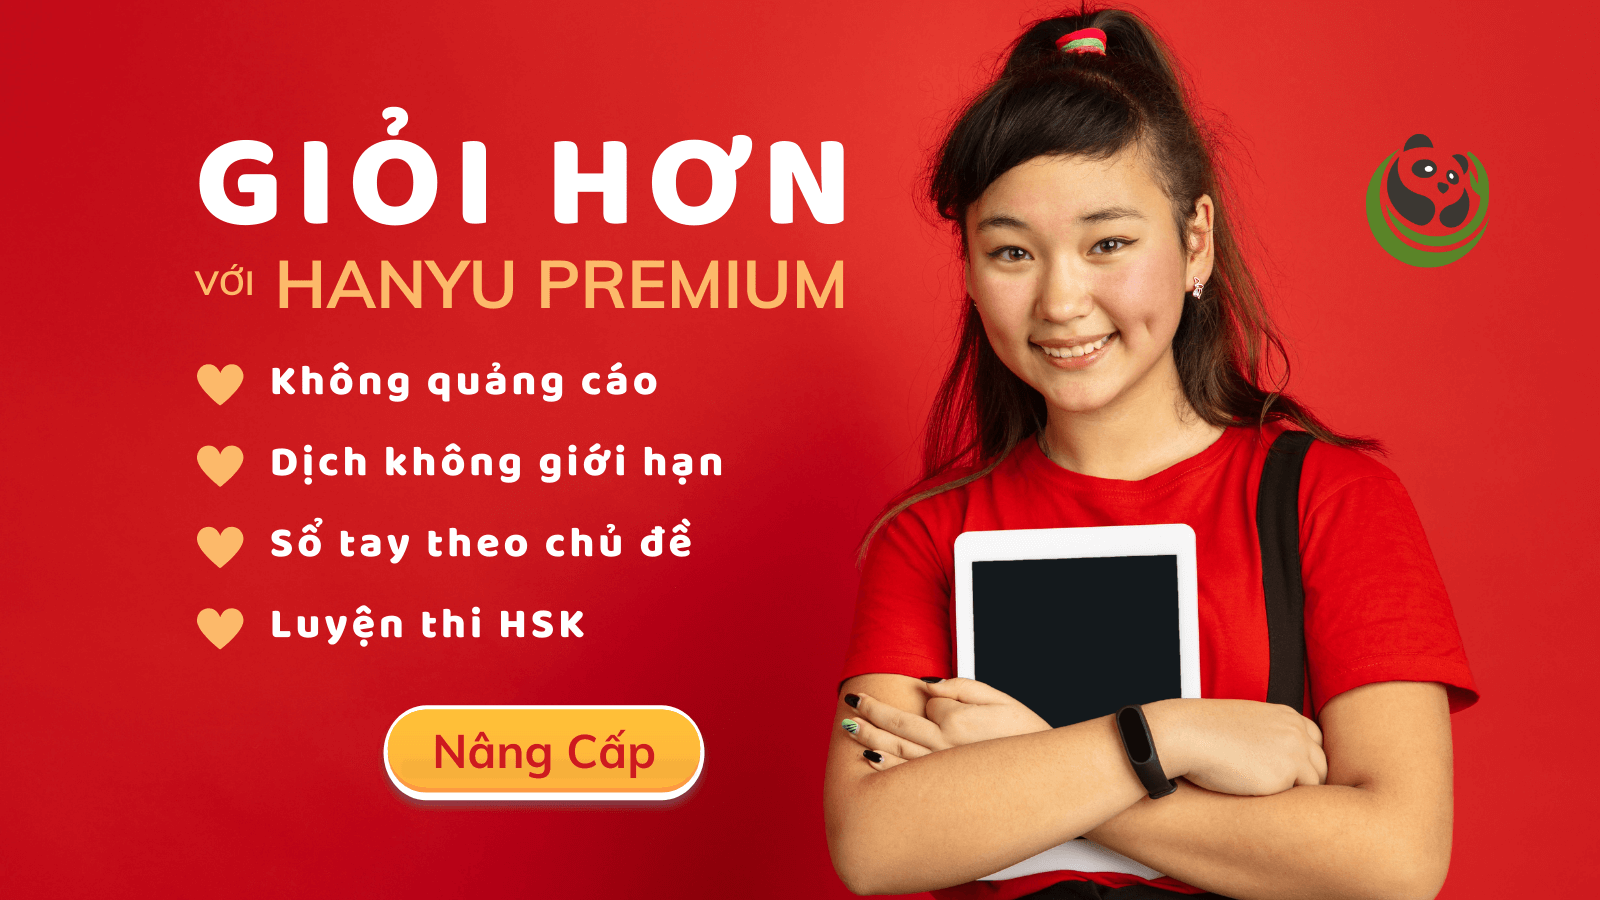 GIỎI HƠN
với HANYU PREMIUM
Không quảng cáo
Dịch không giới hạn
Sổ tay theo chủ đề
Luyện thi HSK
Nâng Cấp